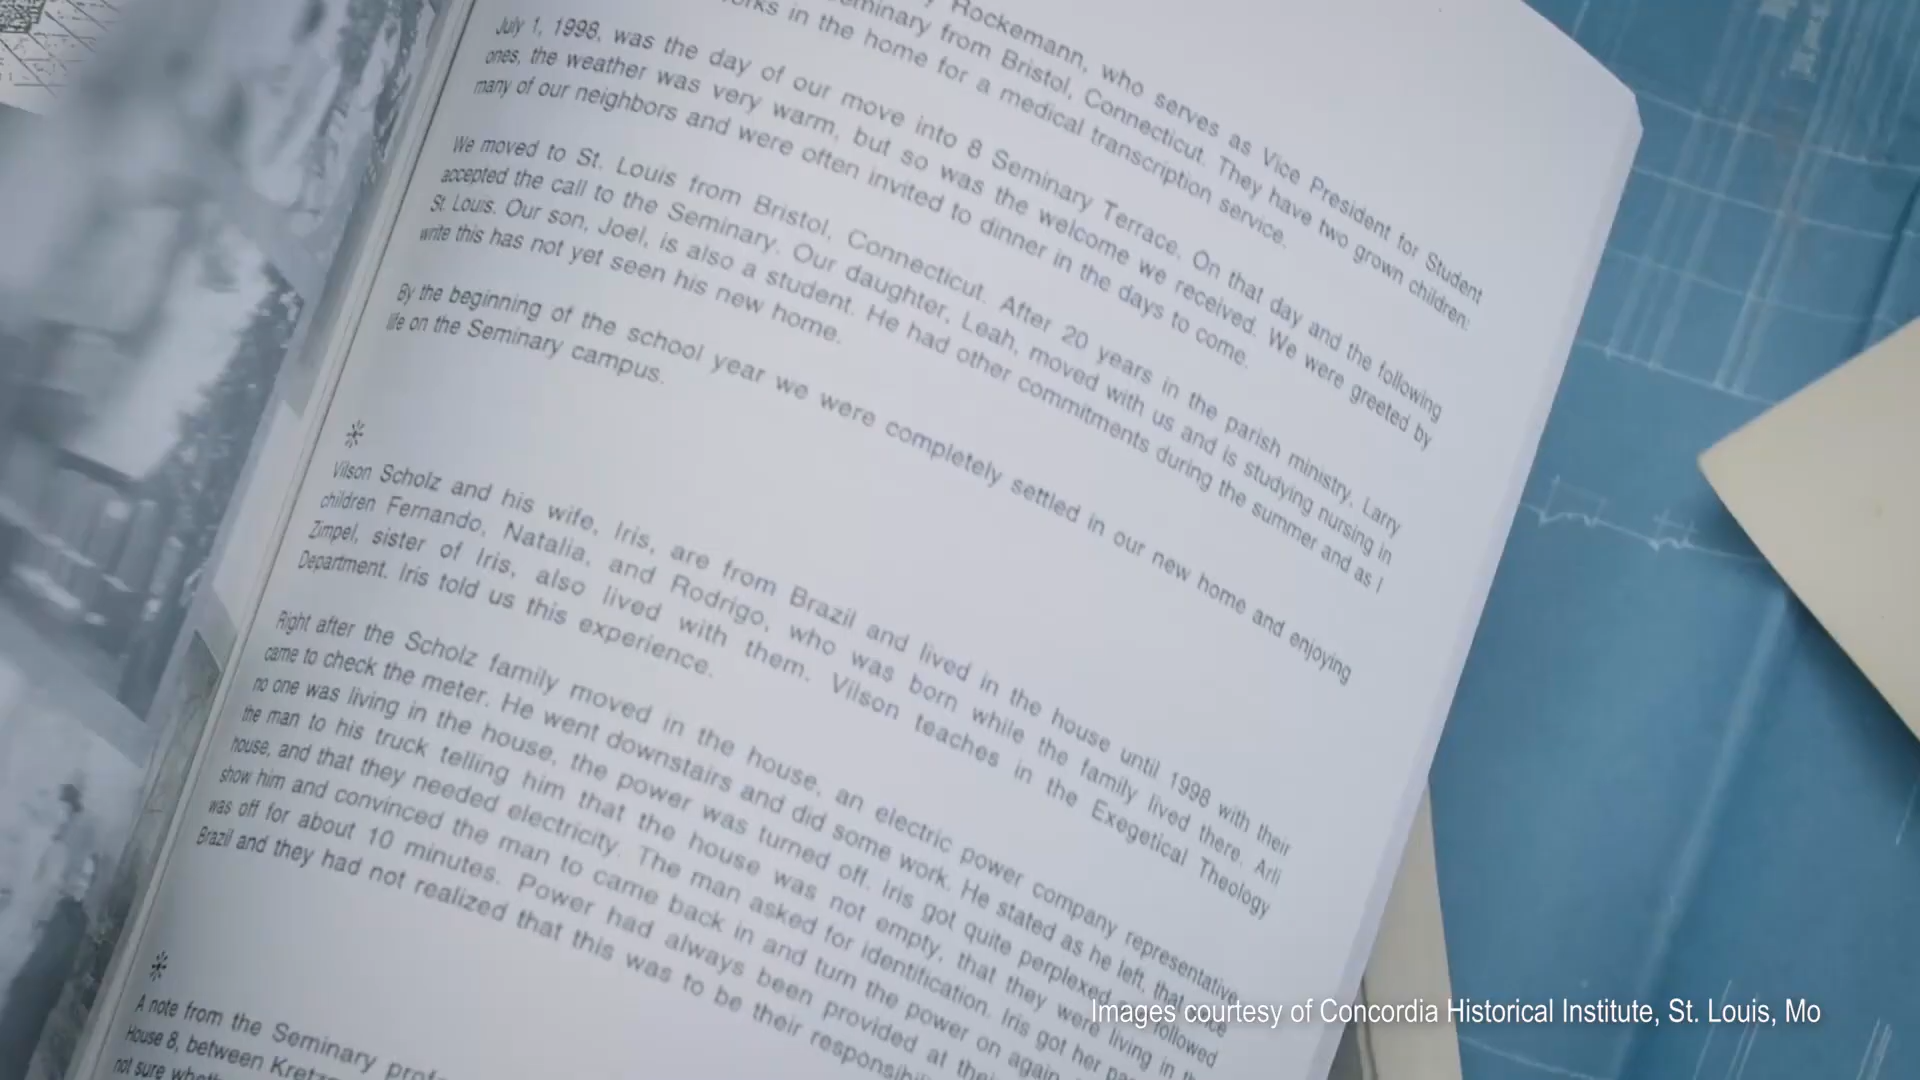 Rockemann, who serves as Vice President for Student
Seminary from Bristol, Connecticut. They have two grown children:
works in the home for a medical transcription service.
July 1, 1998, was the day of our move into 8 Seminary Terrace. On that day and the following
ones, the weather was very warm, but so was the welcome we received. We were greeted by
many of our neighbors and were often invited to dinner in the days to come.
We moved to St. Louis from Bristol, Connecticut. After 20 years in the parish ministry. Larry
accepted the call to the Seminary. Our daughter, Leah, moved with us and is studying nursing in
St. Louis. Our son, Joel, is also a student. He had other commitments during the summer and as I
write this has not yet seen his new home.
By the beginning of the school year we were completely settled in our new home and enjoying
life on the Seminary campus.
Vilson Scholz and his wife, Iris, are from Brazil and lived in the house until 1998 with their
children Fernando, Natalia, and Rodrigo, who was born while the family lived there. Arli
Zimpel, sister of Iris, also lived with them. Vilson teaches in the Exegetical Theology
Department. Iris told us this experience.
Right after the Scholz family moved in the house, an electric power company representative
came to check the meter. He went downstairs and did some work. He stated as he left, that since
no one was living in the house, the power was turned off. Iris got quite perplexed followed
the man to his truck telling him that the house was not empty, that they were living in
house, and that they needed electricity. The man asked for identification. Iris got her
show him and convinced the man to came back in and turn the power on again.
was off for about 10 minutes. Power had always been provided at
Brazil and they had not realized that this was to be their
A note from the Seminary
House 8, between
not sure
Images courtesy of Concordia Historical Institute, St. Louis, Mo